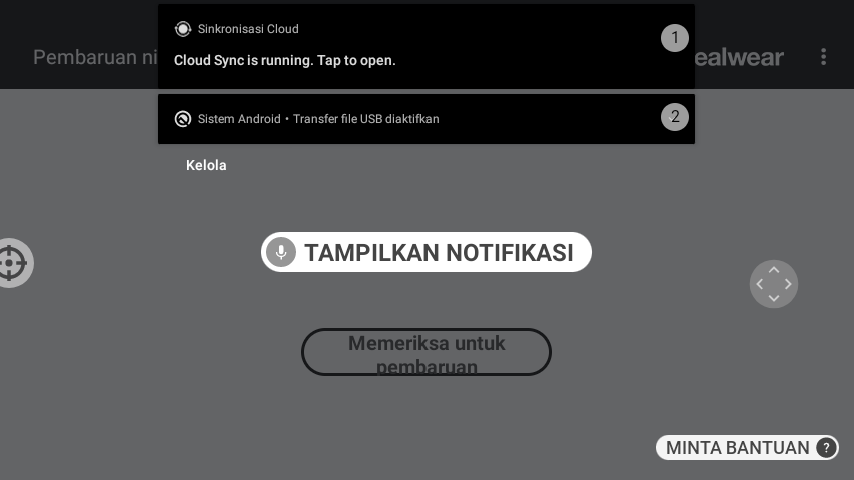 Sinkronisasi Cloud
1
Pembaruan
ealwear
Cloud Sync is running. Tap to open.
Sistem Android • Transfer file USB diaktifkan
2
Kelola
TAMPILKAN NOTIFIKASI
Memeriksa untuk
pembaruan
MINTA BANTUAN ?